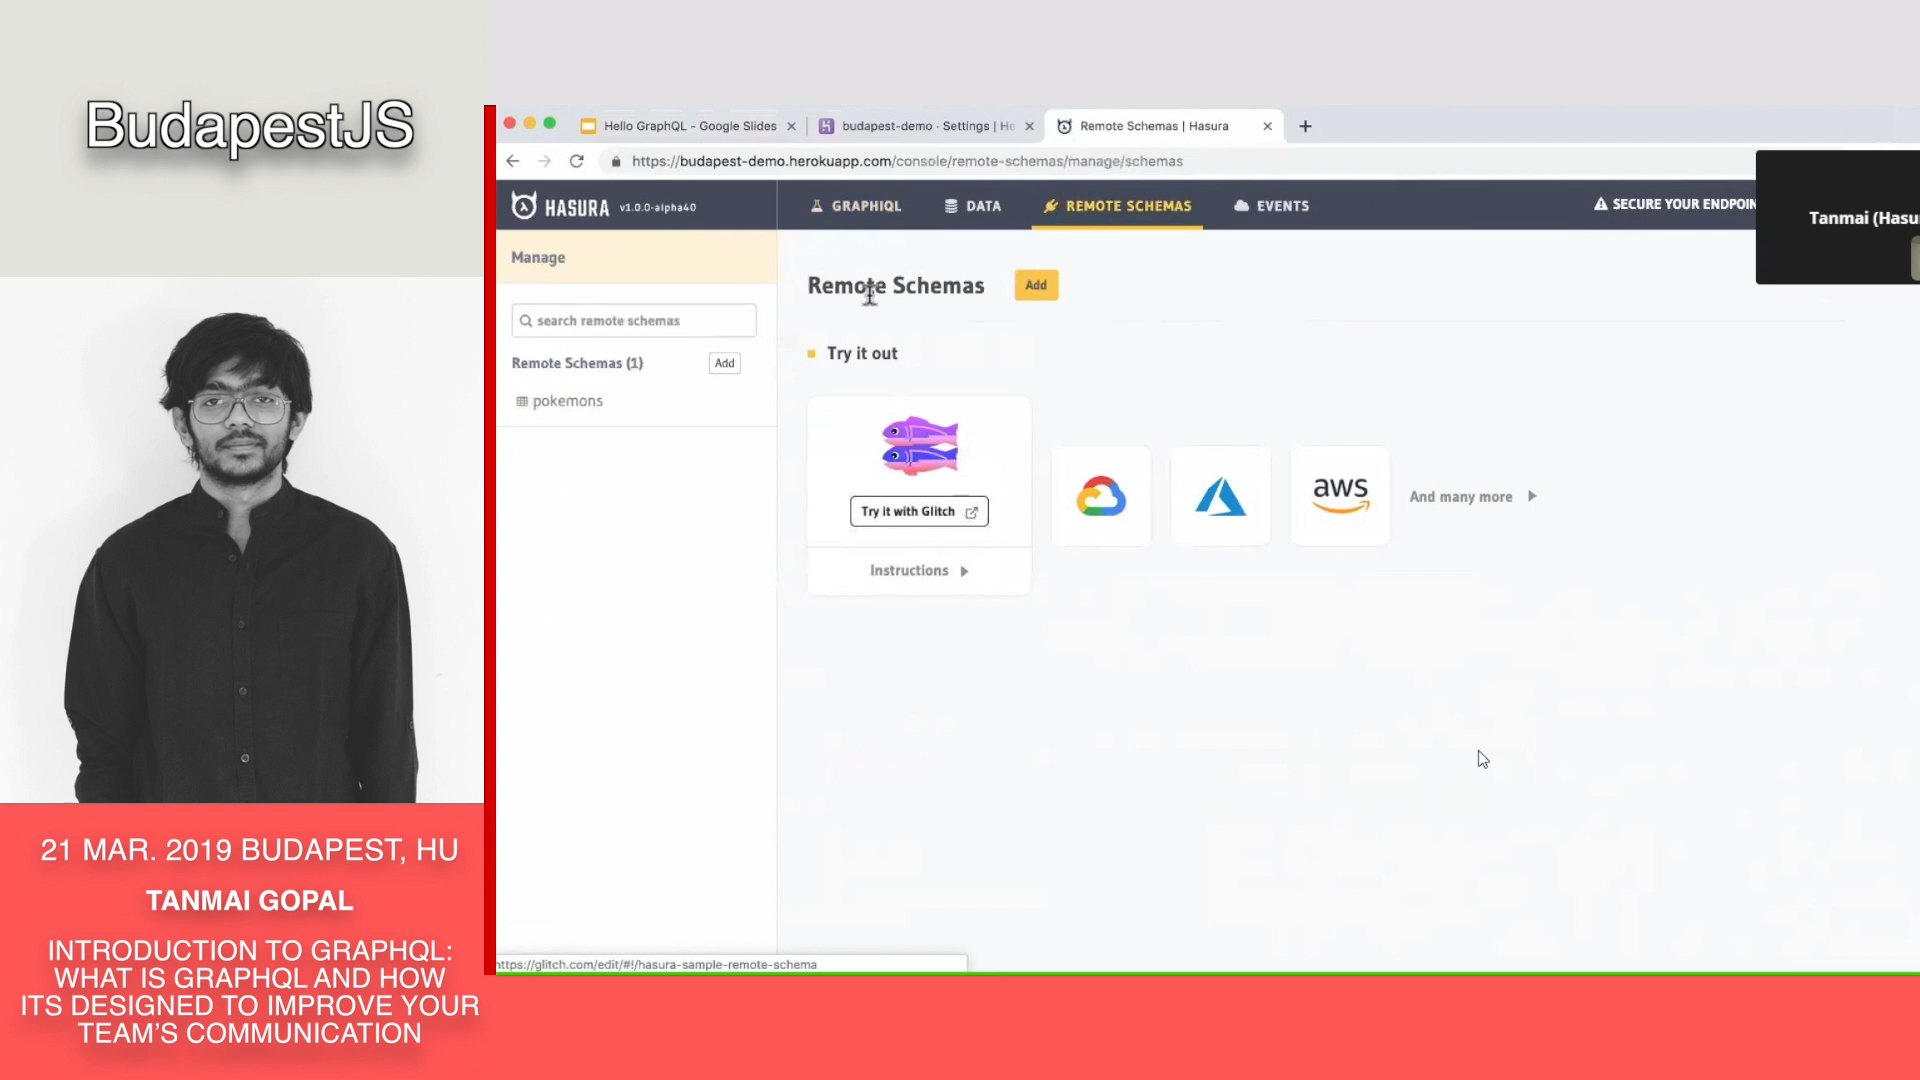 BudapestJS
21 MAR. 2019 BUDAPEST, HU
TANMAI GOPAL
INTRODUCTION TO GRAPHQL:
WHAT IS GRAPHQL AND HOW
ITS DESIGNED TO IMPROVE YOUR
TEAM'S COMMUNICATION
Hello GraphQL - Google Slides
budapest-demo · Settings | He
Remote Schemas | Hasura
https://budapest-demo.herokuapp.com/console/remote-schemas/manage/schemas
HASURA v1.0.0-alpha40
GRAPHIQL
DATA
REMOTE SCHEMAS
EVENTS
SECURE YOUR ENDPOIN
Tanmai (Hasu
Manage
search remote schemas
Remote Schemas (1)
Add
pokemons
Remote Schemas
Add
Try it out
Try it with Glitch
Instructions
aws
And many more
https://glitch.com/edit/#!/hasura-sample-remote-schema